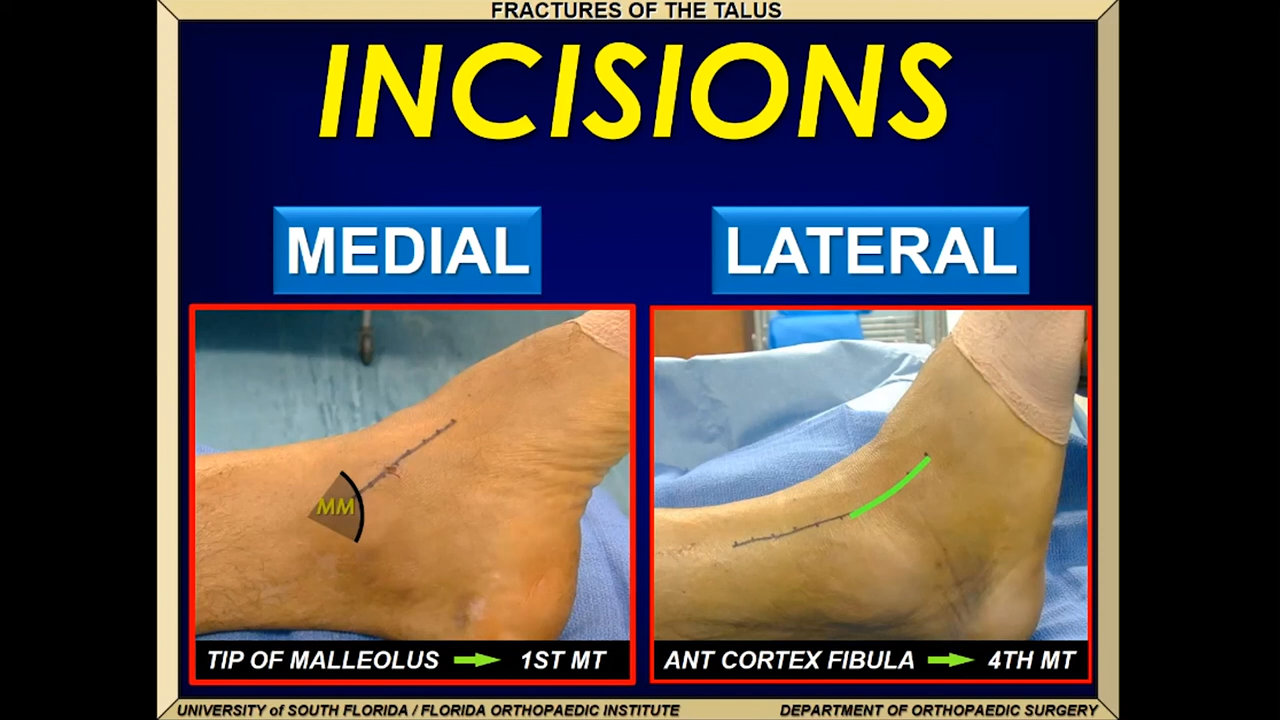 FRACTURES OF THE TALUS
INCISIONS
MEDIAL
LATERAL
MM
TIP OF MALLEOLUS 1ST MT
ANT CORTEX FIBULA 4TH MT
UNIVERSITY of SOUTH FLORIDA / FLORIDA ORTHOPAEDIC INSTITUTE
DEPARTMENT OF ORTHOPAEDIC SURGERY